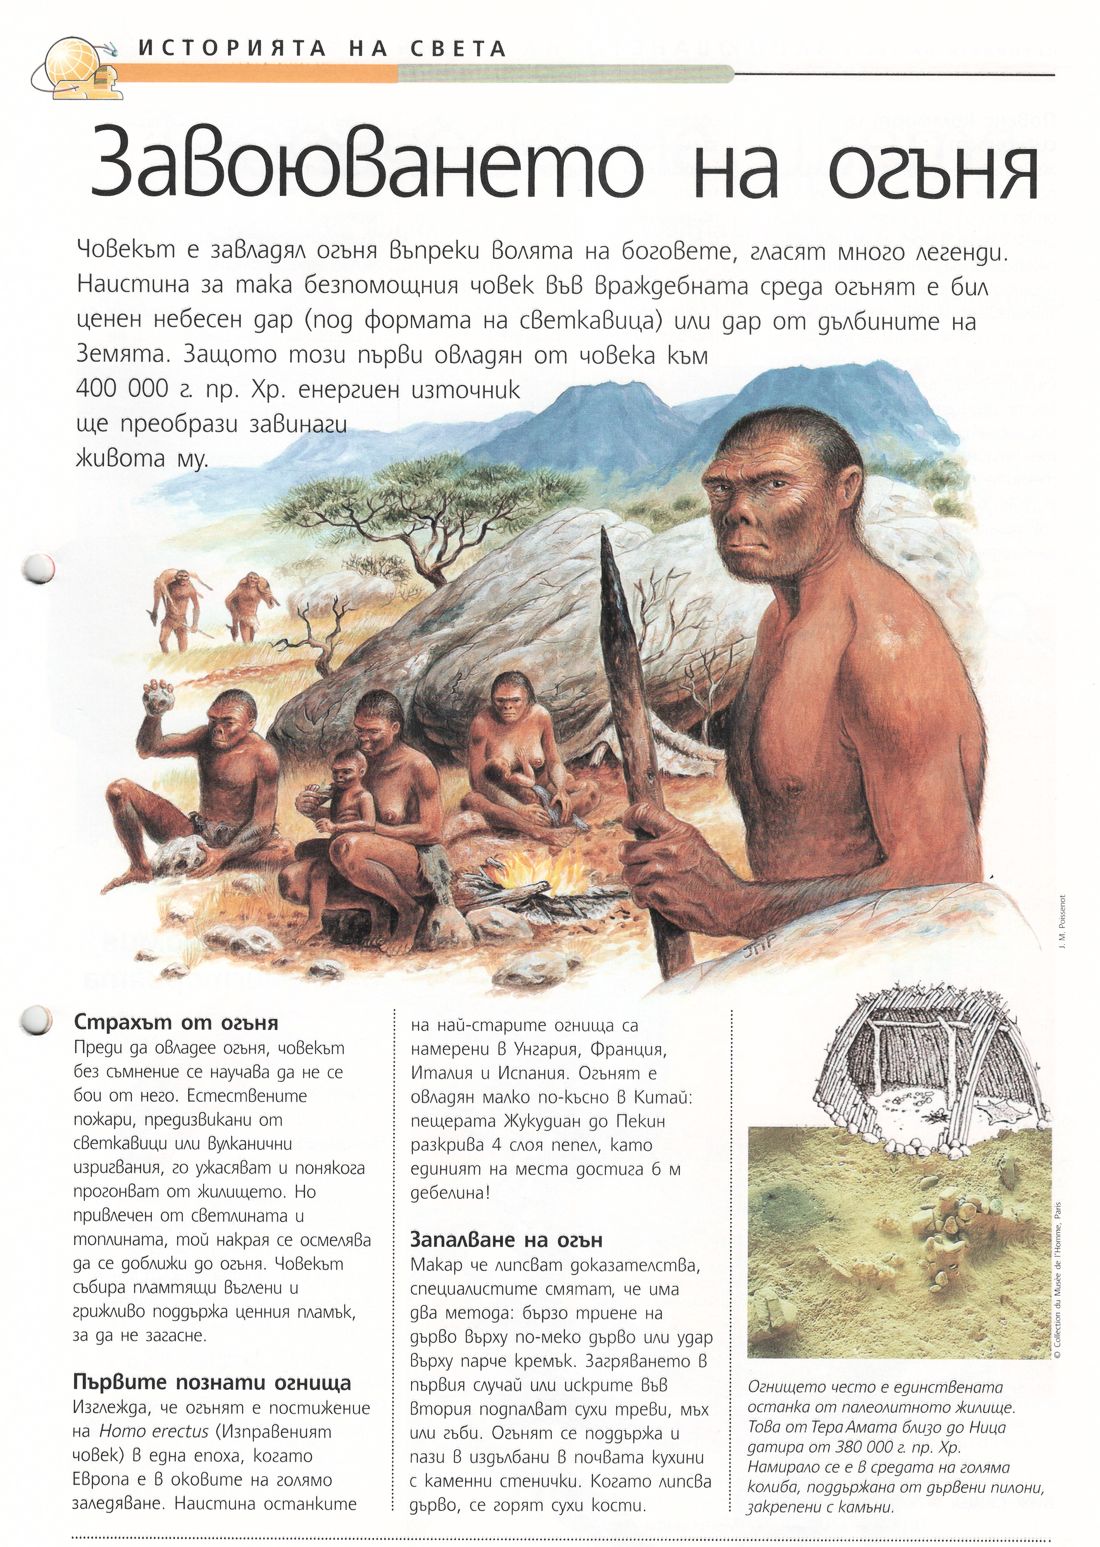 ИСТОРИЯТА НА СВЕТА
Завоюването на огъня
Човекът е завладял огъня въпреки волята на боговете, гласят много легенди.
Наистина за така безпомощния човек във враждебната среда огънят е бил
ценен небесен дар (под формата на светкавица) или дар от дълбините на
Земята. Защото този първи овладян от човека към
400 000 г. пр. Хр. енергиен източник
ще преобрази завинаги
живота му.
JMP
J. M. Poissenot
Страхът от огъня
Преди да овладее огъня, човекът
без съмнение се научава да не се
бои от него. Естествените
пожари, предизвикани от
светкавици или вулканични
изригвания, го ужасяват и понякога
прогонват от жилището. Но
привлечен от светлината и
топлината, той накрая се осмелява
да се доближи до огъня. Човекът
събира пламтящи въглени и
грижливо поддържа ценния пламък,
за да не загасне.
Първите познати огнища
Изглежда, че огънят е постижение
на Homo erectus (Изправеният
човек) в една епоха, когато
Европа е в оковите на голямо
заледяване. Наистина останките
на най-старите огнища са
намерени в Унгария, Франция,
Италия и Испания. Огънят е
овладян малко по-късно в Китай:
пещерата Жукудиан до Пекин
разкрива 4 слоя пепел, като
единият на места достига 6 м
дебелина!
Запалване на огън
Макар че липсват доказателства,
специалистите смятат, че има
два метода: бързо триене на
дърво върху по-меко дърво или удар
върху парче кремък. Загряването в
първия случай или искрите във
втория подпалват сухи треви, мъх
или гъби. Огънят се поддържа и
пази в издълбани в почвата кухини
с каменни стенички. Когато липсва
дърво, се горят сухи кости.
© Collection du Musée de l'Homme, Paris
Огнището често е единствената
останка от палеолитното жилище.
Това от Тера Амата близо до Ница
датира от 380 000 г. пр. Хр.
Намирало се е в средата на голяма
колиба, поддържана от дървени пилони,
закрепени с камъни.